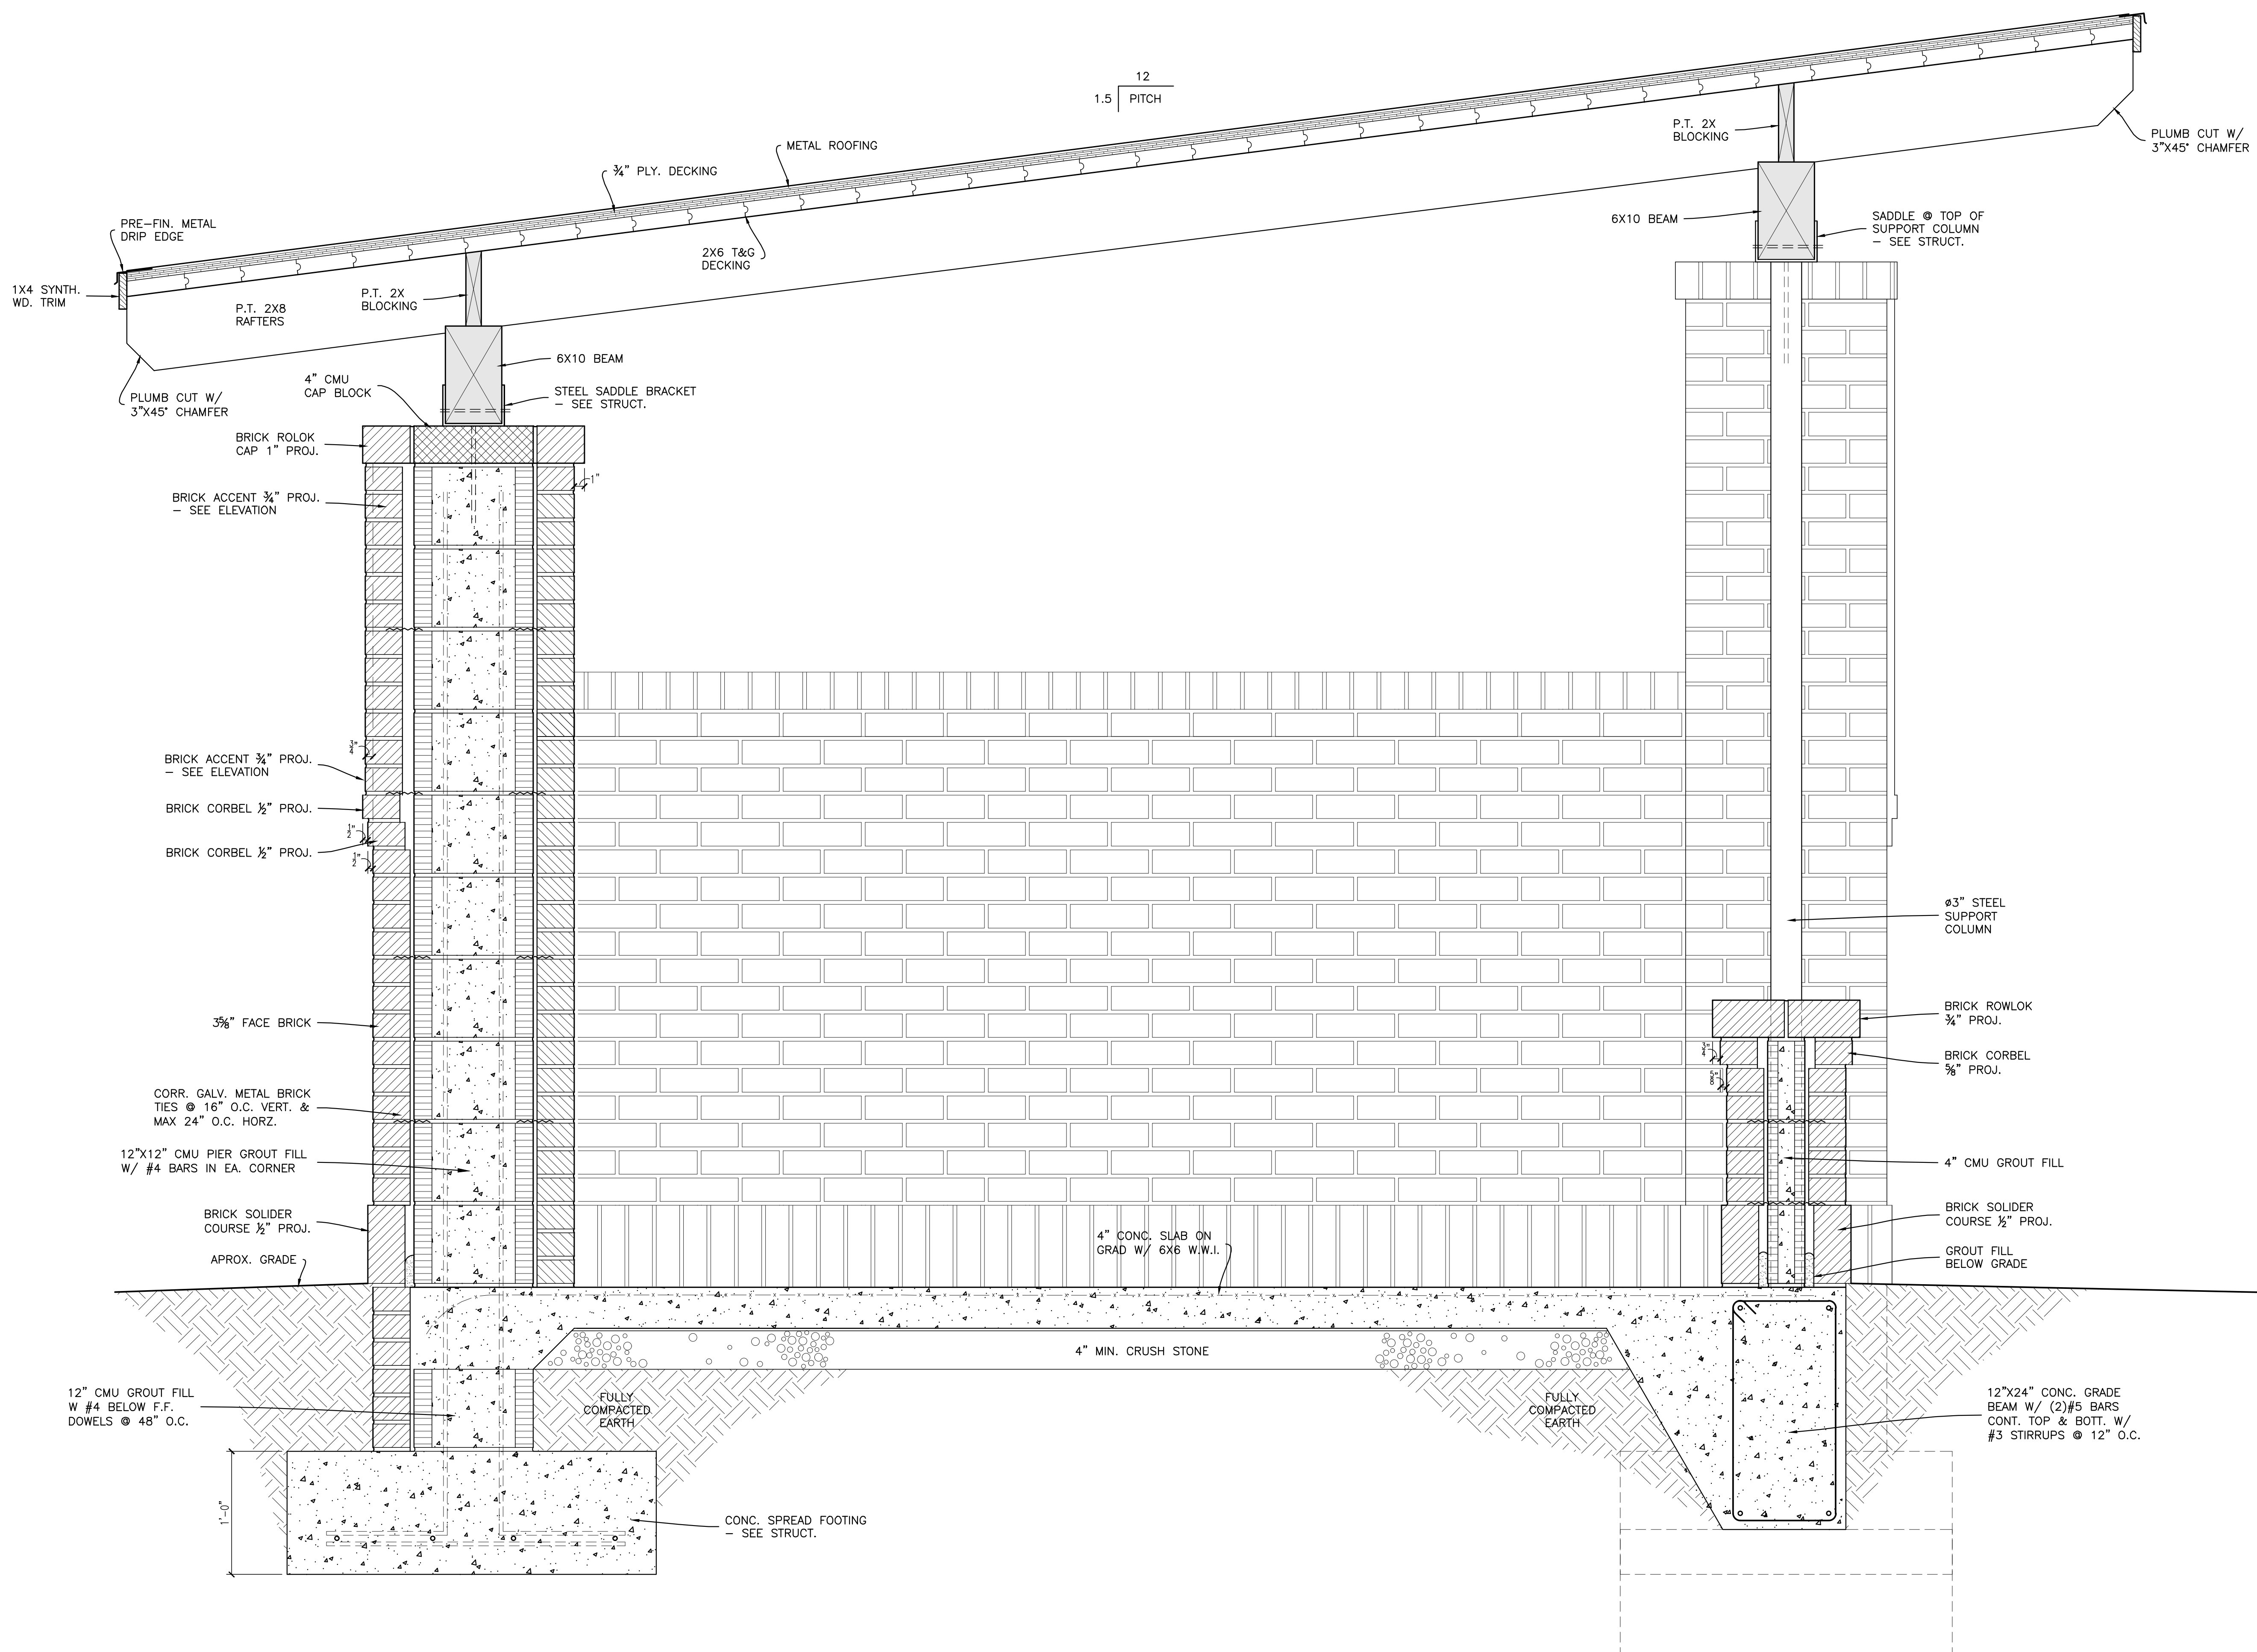 12
1.5 PITCH
METAL ROOFING
¾" PLY. DECKING
PRE-FIN. METAL
DRIP EDGE
1X4 SYNTH.
WD. TRIM
P.T. 2X8
RAFTERS
P.T. 2X
BLOCKING
2X6 T&G
DECKING
P.T. 2X
BLOCKING
PLUMB CUT W/
3"X45° CHAMFER
6X10 BEAM
SADDLE @ TOP OF
SUPPORT COLUMN
- SEE STRUCT.
6X10 BEAM
4" CMU
CAP BLOCK
PLUMB CUT W/
3"X45° CHAMFER
STEEL SADDLE BRACKET
- SEE STRUCT.
BRICK ROLOK
CAP 1" PROJ.
1"
BRICK ACCENT ¾" PROJ.
- SEE ELEVATION
¾"
BRICK ACCENT ¾" PROJ.
- SEE ELEVATION
BRICK CORBEL ½" PROJ.
½"
BRICK CORBEL ½" PROJ.
½"
ø3" STEEL
SUPPORT
COLUMN
3⅝" FACE BRICK
BRICK ROWLOK
¾" PROJ.
¾"
BRICK CORBEL
⅝" PROJ.
⅝"
CORR. GALV. METAL BRICK
TIES @ 16" O.C. VERT. &
MAX 24" O.C. HORZ.
12"X12" CMU PIER GROUT FILL
W/ #4 BARS IN EA. CORNER
4" CMU GROUT FILL
BRICK SOLIDER
COURSE ½" PROJ.
BRICK SOLIDER
COURSE ½" PROJ.
4" CONC. SLAB ON
GRAD W/ 6X6 W.W.I.
APROX. GRADE
GROUT FILL
BELOW GRADE
4" MIN. CRUSH STONE
12" CMU GROUT FILL
W #4 BELOW F.F.
DOWELS @ 48" O.C.
FULLY
COMPACTED
EARTH
FULLY
COMPACTED
EARTH
12"X24" CONC. GRADE
BEAM W/ (2)#5 BARS
CONT. TOP & BOTT. W/
#3 STIRRUPS @ 12" O.C.
1'-0"
CONC. SPREAD FOOTING
- SEE STRUCT.